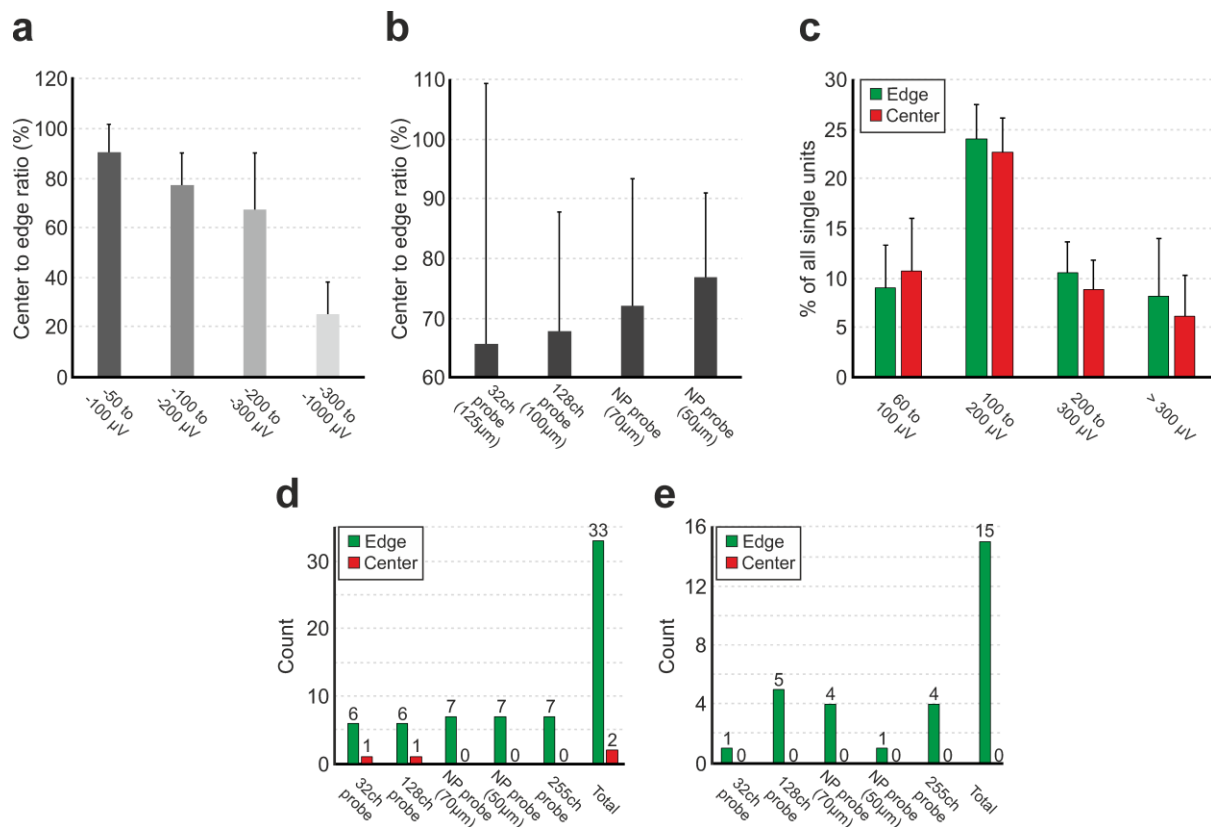 a
Center to edge ratio (%)
120
100
80
60
40
20
0
-50 to
-100 µV
-100 to
-200 µV
-200 to
-300 µV
-300 to
-1000 µV
b
Center to edge ratio (%)
110
100
90
80
70
60
32ch
probe
(125µm)
128ch
probe
(100µm)
NP probe
(70µm)
NP probe
(50µm)
c
% of all single units
30
25
20
15
10
5
0
Edge
Center
60 to
100 µV
100 to
200 µV
200 to
300 µV
> 300 µV
d
Count
30
20
10
0
Edge
Center
6
1
6
1
7
0
7
0
7
0
33
2
32ch
probe
128ch
probe
NP probe
(70µm)
NP probe
(50µm)
255ch
probe
Total
e
Count
16
12
8
4
0
Edge
Center
1
0
5
0
4
0
1
0
4
0
15
0
32ch
probe
128ch
probe
NP probe
(70µm)
NP probe
(50µm)
255ch
probe
Total